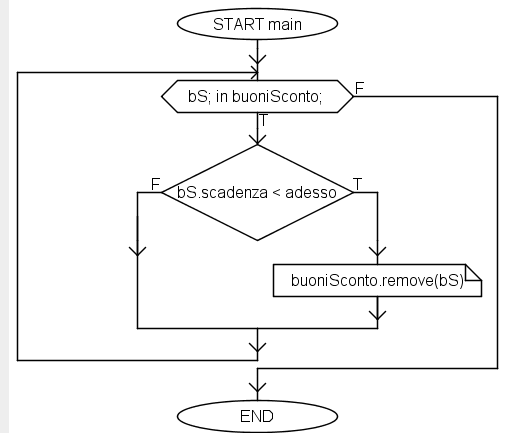 START main
bS; in buoniSconto;
F
T
F
bS.scadenza < adesso
T
buoniSconto.remove(bS)
END